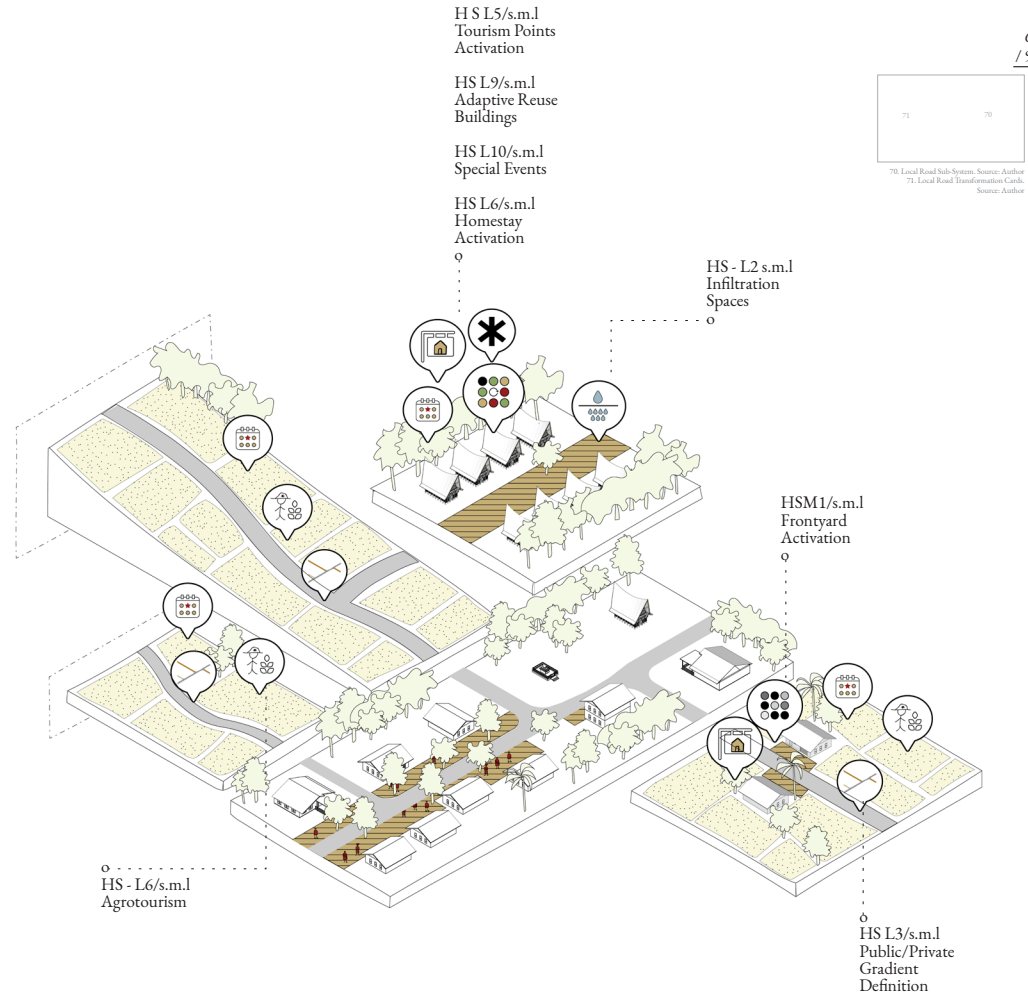 H S L5/s.m.l
Tourism Points
Activation
HS L9/s.m.l
Adaptive Reuse
Buildings
HS L10/s.m.l
Special Events
HS L6/s.m.l
Homestay
Activation
71
70
70. Local Road Sub-System. Source: Author
71. Local Road Transformation Cards.
Source: Author
HS - L2 s.m.l
Infiltration
Spaces
HSM1/s.m.l
Frontyard
Activation
HS - L6/s.m.l
Agrotourism
HS L3/s.m.l
Public/Private
Gradient
Definition